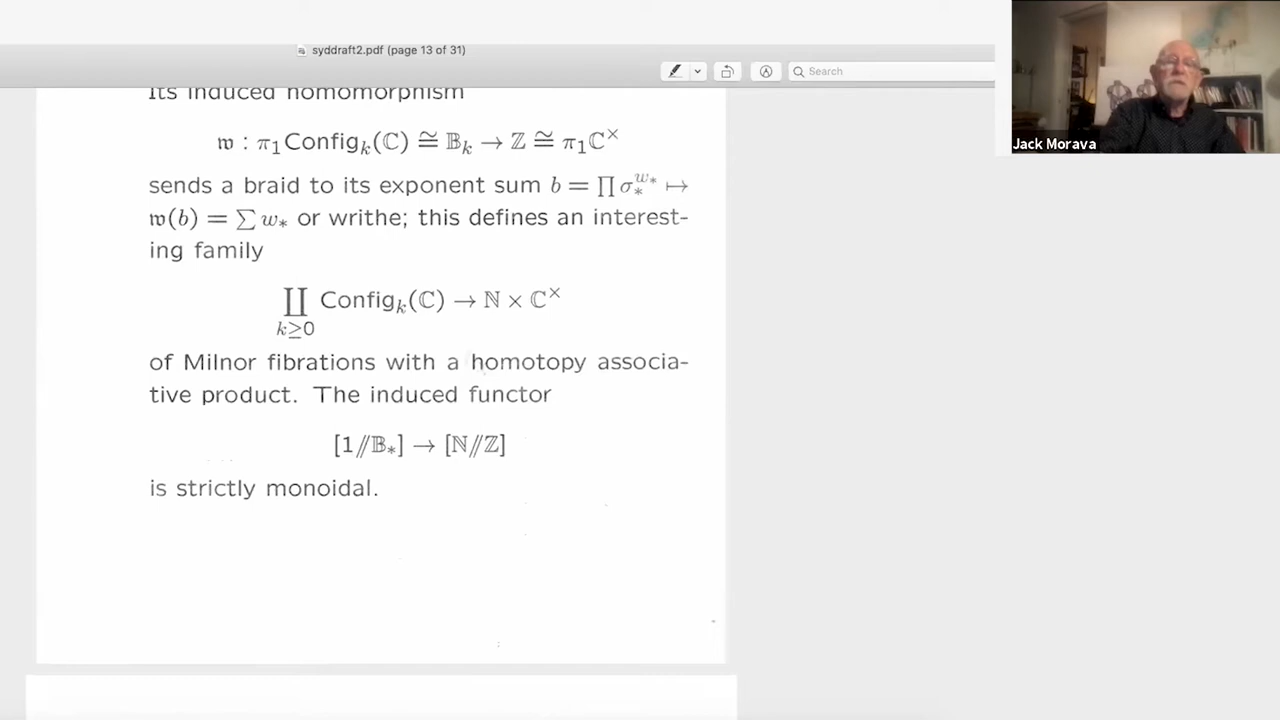 syddraft2.pdf (page 13 of 31)
Search
Jack Morava
Its induced homomorphism
𝔴 : π₁Config_k(ℂ) ≅ 𝔹_k → ℤ ≅ π₁ℂ^×
sends a braid to its exponent sum b = ∏ σ_*^{w_*} ↦
𝔴(b) = ∑ w_* or writhe; this defines an interest-
ing family
∐_{k≥0} Config_k(ℂ) → ℕ × ℂ^×
of Milnor fibrations with a homotopy associa-
tive product. The induced functor
[1//𝔹_*] → [ℕ//ℤ]
is strictly monoidal.